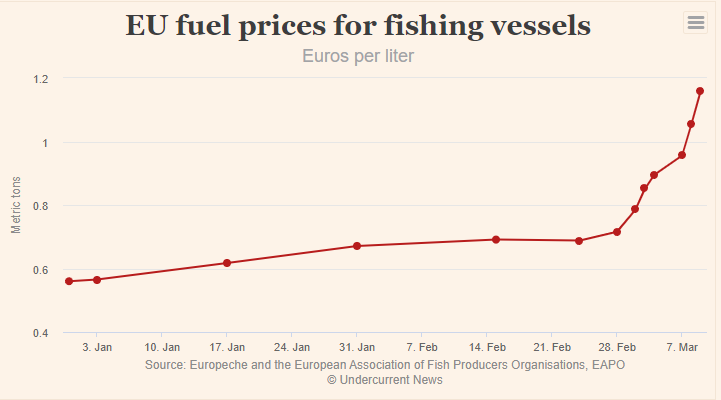 EU fuel prices for fishing vessels
Euros per liter
1.2
1
0.8
0.6
0.4
Metric tons
3. Jan
10. Jan
17. Jan
24. Jan
31. Jan
7. Feb
14. Feb
21. Feb
28. Feb
7. Mar
Source: Europeche and the European Association of Fish Producers Organisations, EAPO
© Undercurrent News